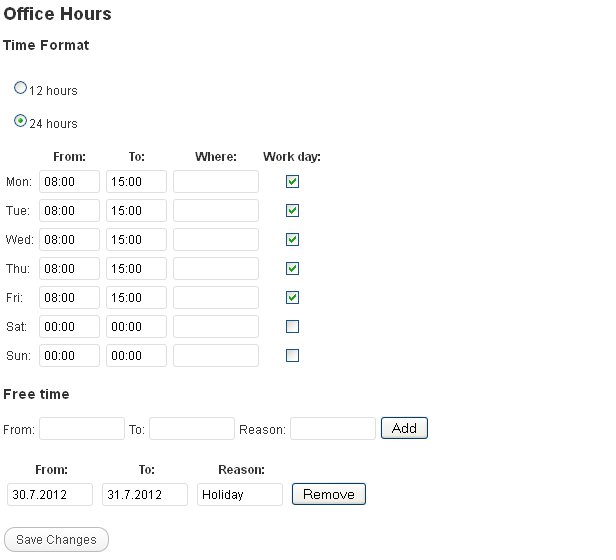 Office Hours
Time Format
12 hours
24 hours
From: To: Where: Work day:
Mon: 08:00 15:00
Tue: 08:00 15:00
Wed: 08:00 15:00
Thu: 08:00 15:00
Fri: 08:00 15:00
Sat: 00:00 00:00
Sun: 00:00 00:00
Free time
From: To: Reason: Add
From: To: Reason:
30.7.2012 31.7.2012 Holiday Remove
Save Changes